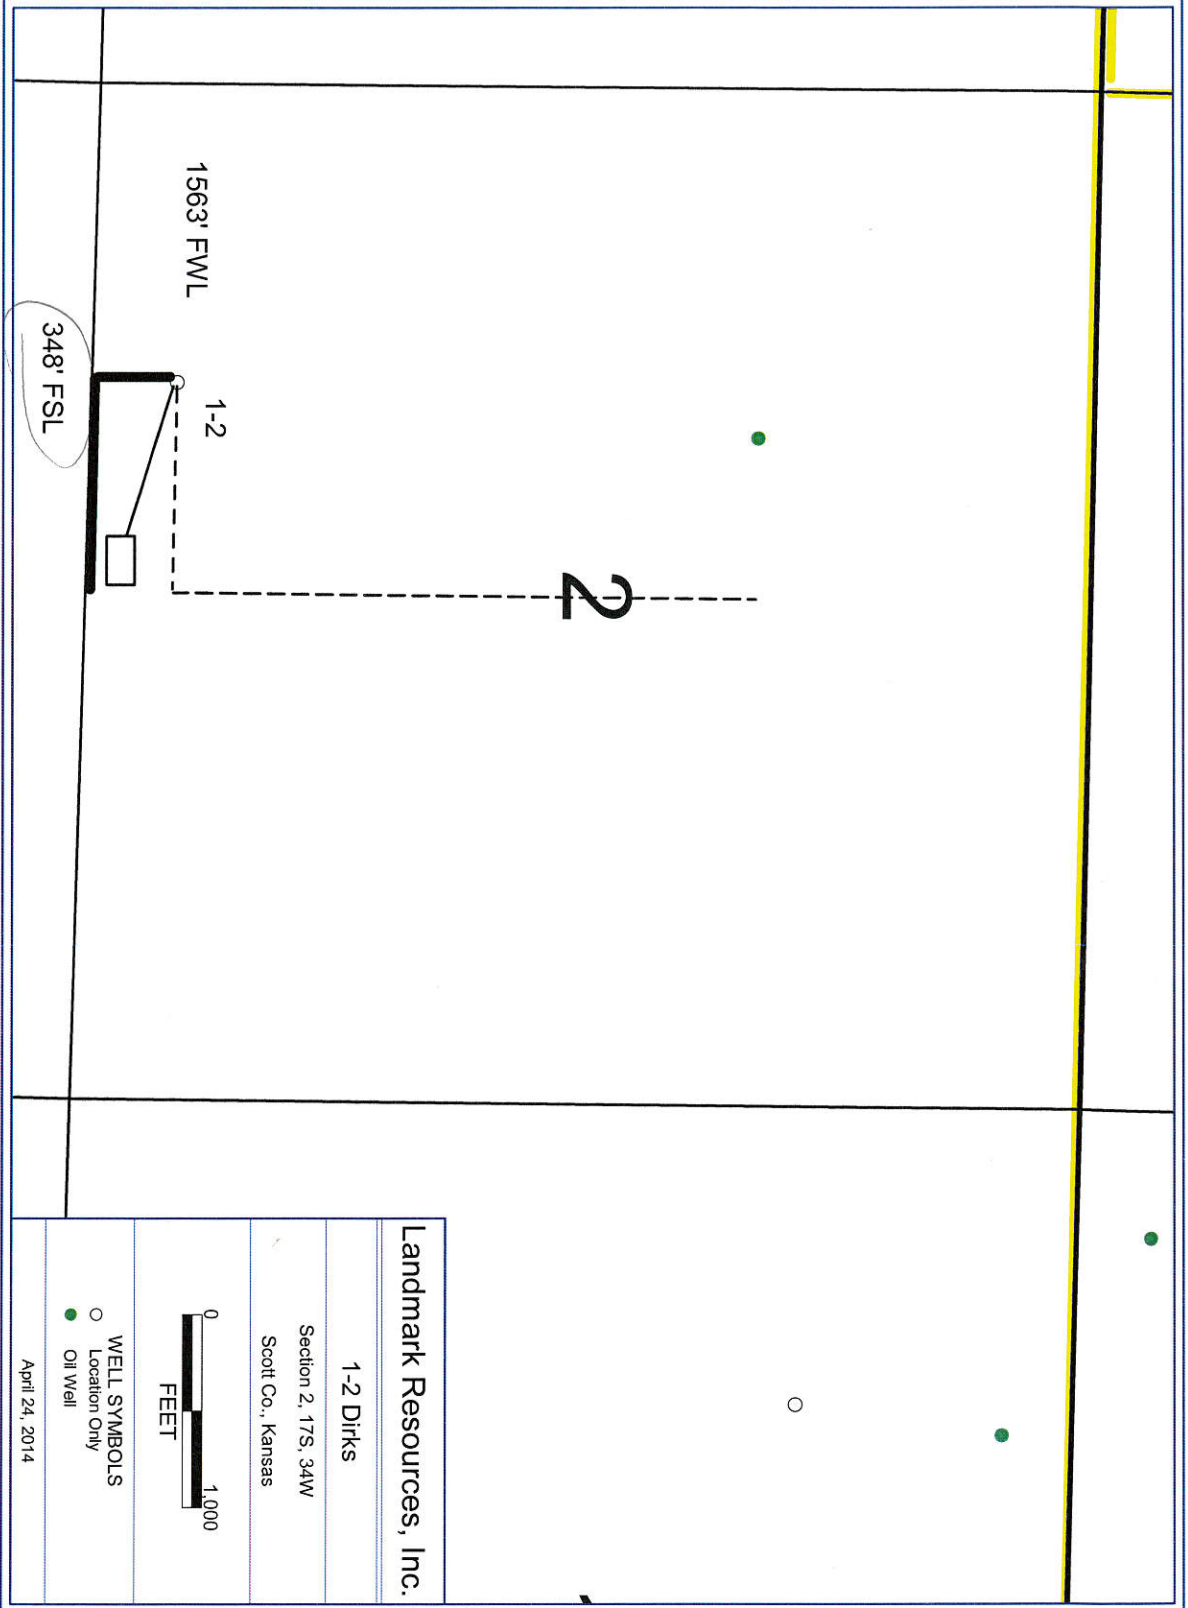 2
1-2
1563' FWL
348' FSL
Landmark Resources, Inc.
1-2 Dirks
Section 2, 17S, 34W
Scott Co., Kansas
0 1,000
FEET
WELL SYMBOLS
Location Only
Oil Well
April 24, 2014